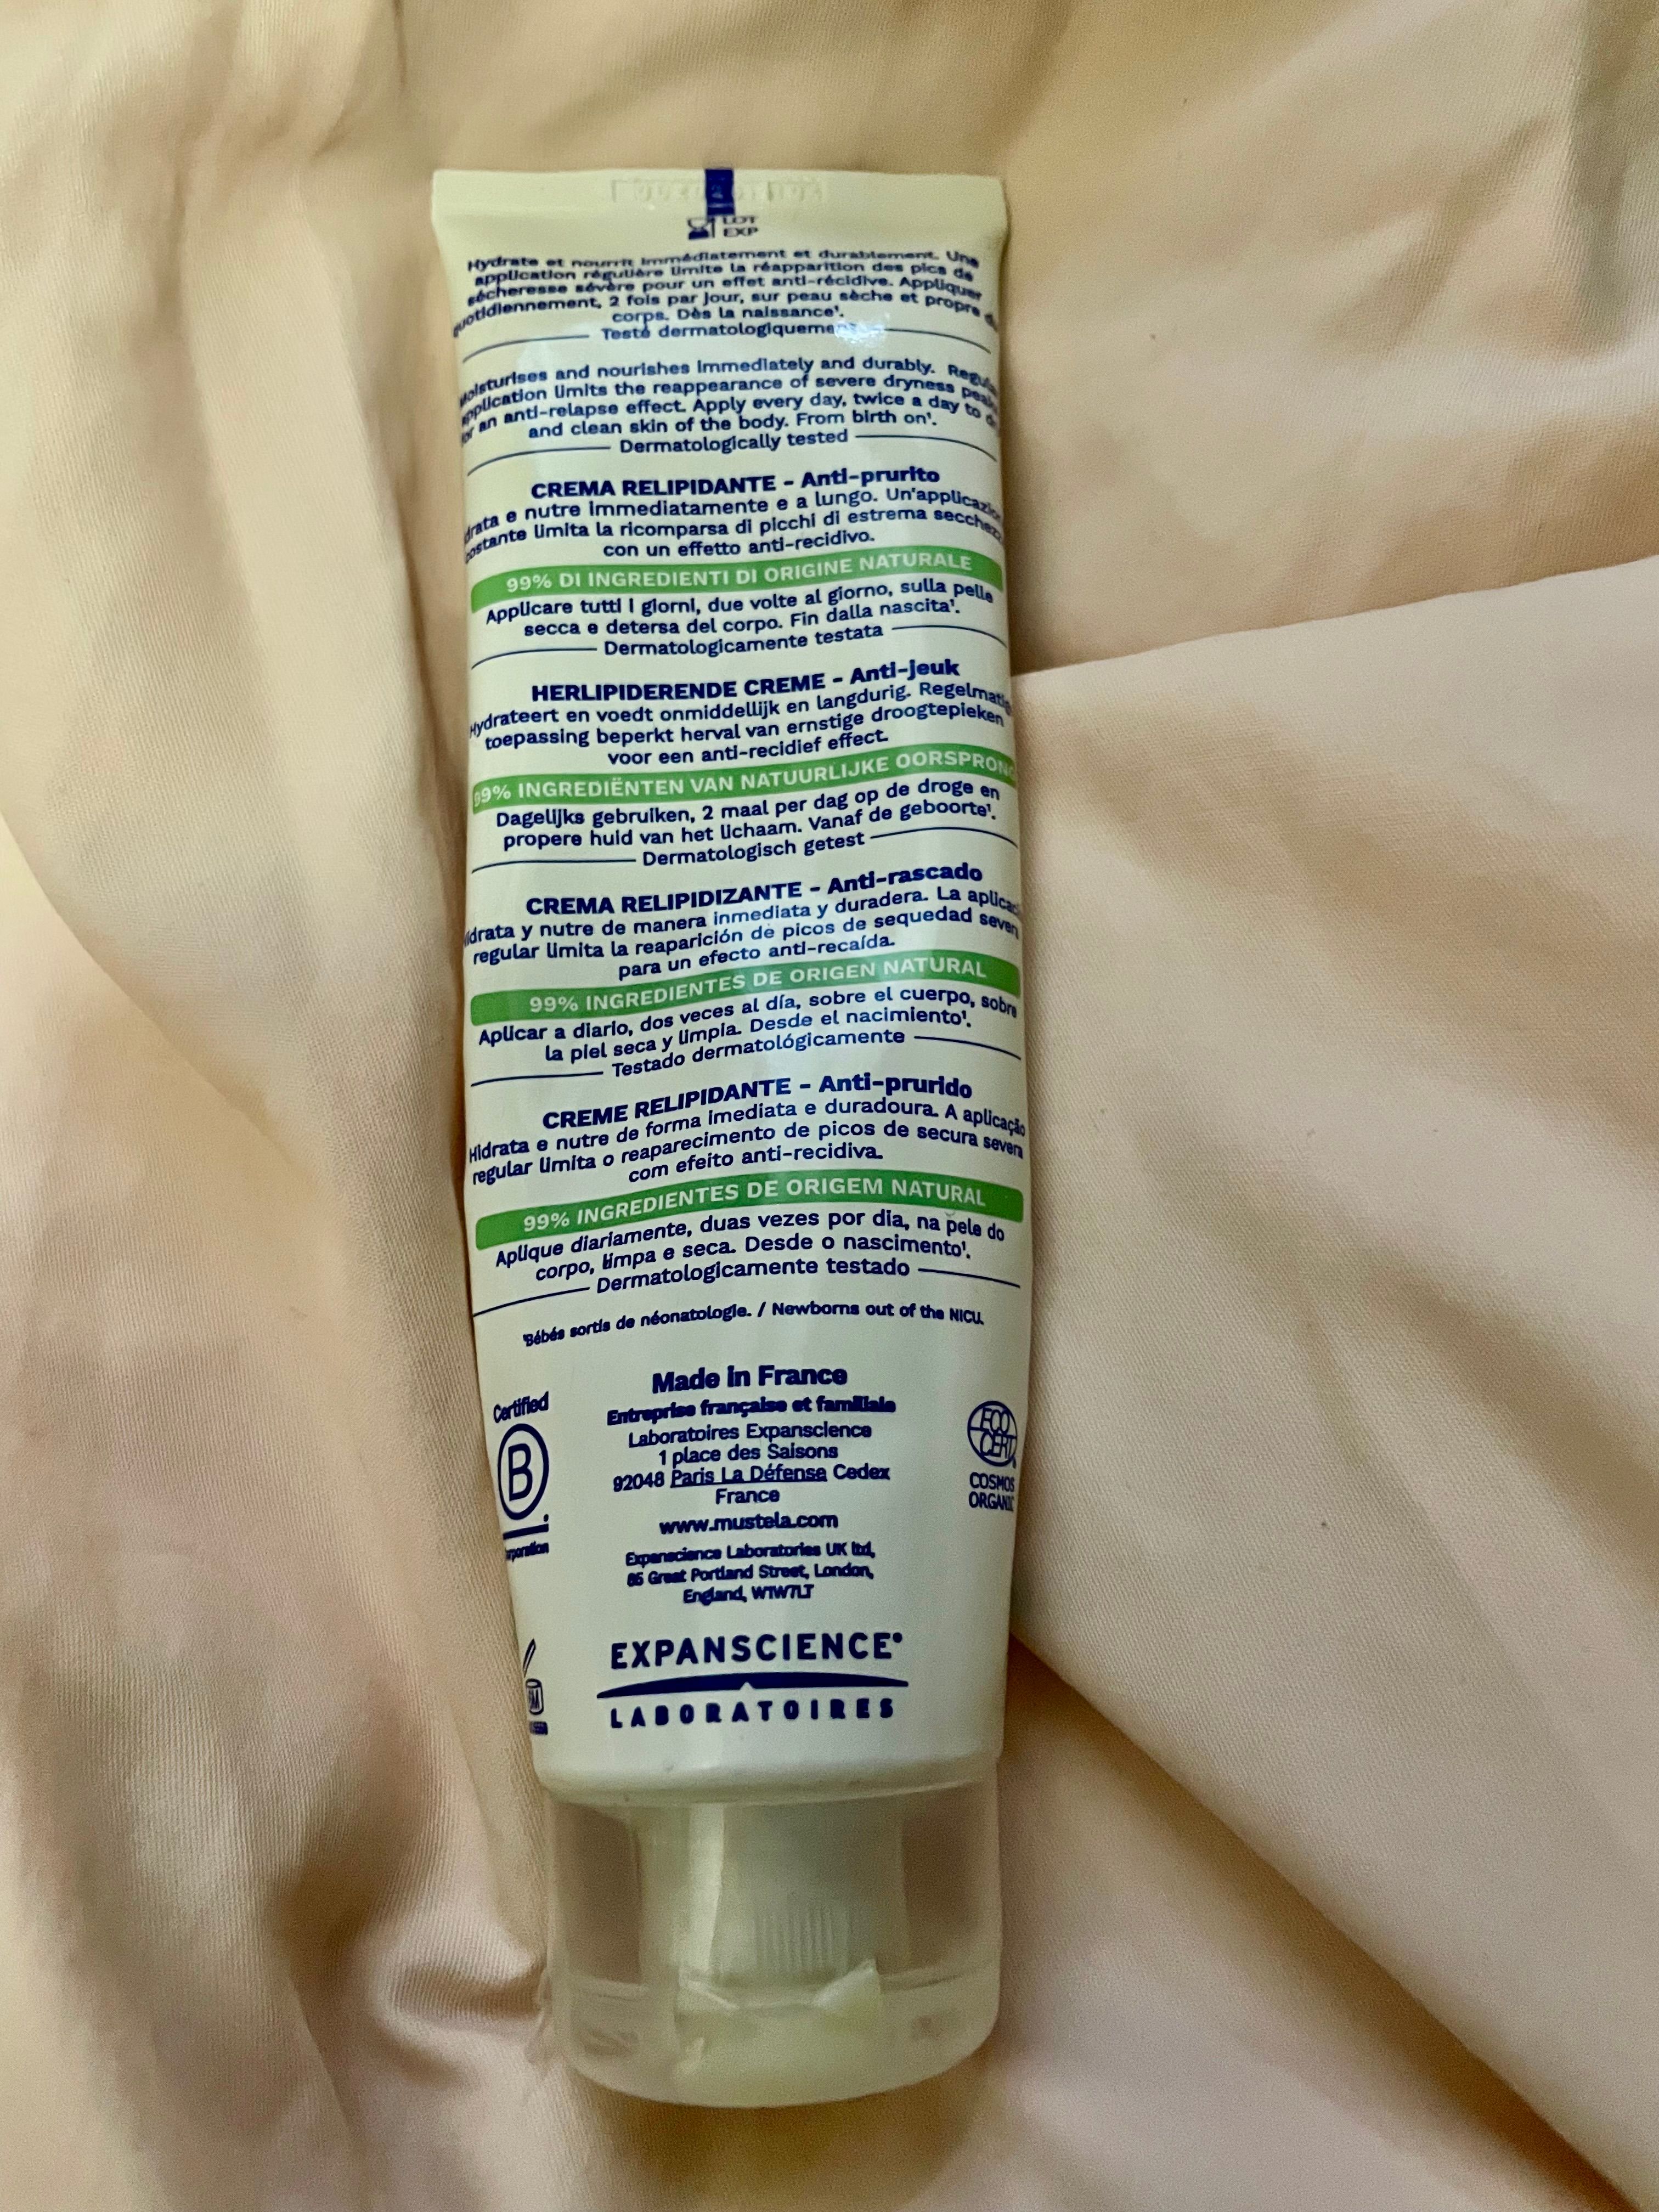 LOT
EXP
Hydrate et nourrit immédiatement et durablement. Une
application régulière limite la réapparition des pics de
sécheresse sévère pour un effet anti-récidive. Appliquer
quotidiennement, 2 fois par jour, sur peau sèche et propre
corps. Dès la naissance¹.
Testé dermatologiquement
Moisturises and nourishes immediately and durably.
application limits the reappearance of severe dryness
for an anti-relapse effect. Apply every day, twice a day to
and clean skin of the body. From birth on¹.
Dermatologically tested
CREMA RELIPIDANTE - Anti-prurito
drata e nutre immediatamente e a lungo. Un'applicazio
costante limita la ricomparsa di picchi di estrema secchez
con un effetto anti-recidivo.
99% DI INGREDIENTI DI ORIGINE NATURALE
Applicare tutti i giorni, due volte al giorno, sulla pelle
secca e detersa del corpo. Fin dalla nascita¹.
Dermatologicamente testata
HERLIPIDERENDE CREME - Anti-jeuk
Hydrateert en voedt onmiddellijk en langdurig. Regelmatig
toepassing beperkt herval van ernstige droogtepieken
voor een anti-recidief effect.
99% INGREDIËNTEN VAN NATUURLIJKE OORSPRONG
Dagelijks gebruiken, 2 maal per dag op de droge en
propere huid van het lichaam. Vanaf de geboorte¹.
Dermatologisch getest
CREMA RELIPIDIZANTE - Anti-rascado
Hidrata y nutre de manera inmediata y duradera. La aplicac
regular limita la reaparición de picos de sequedad severa
para un efecto anti-recaída.
99% INGREDIENTES DE ORIGEN NATURAL
Aplicar a diario, dos veces al día, sobre el cuerpo, sobre
la piel seca y limpia. Desde el nacimiento¹.
Testado dermatológicamente
CREME RELIPIDANTE - Anti-prurido
Hidrata e nutre de forma imediata e duradoura. A aplicação
regular limita o reaparecimento de picos de secura severa
com efeito anti-recidiva.
99% INGREDIENTES DE ORIGEM NATURAL
Aplique diariamente, duas vezes por dia, na pele do
corpo, limpa e seca. Desde o nascimento¹.
Dermatologicamente testado
¹Bébés sortis de néonatologie. / Newborns out of the NICU.
Made in France
Entreprise française et familiale
Laboratoires Expanscience
1 place des Saisons
92048 Paris La Défense Cedex
France
www.mustela.com
Expanscience Laboratories UK ltd,
86 Great Portland Street, London,
England, W1W7LT
Certified
B
rporation
ECO
CERT
COSMOS
ORGANIC
EXPANSCIENCE
LABORATOIRES